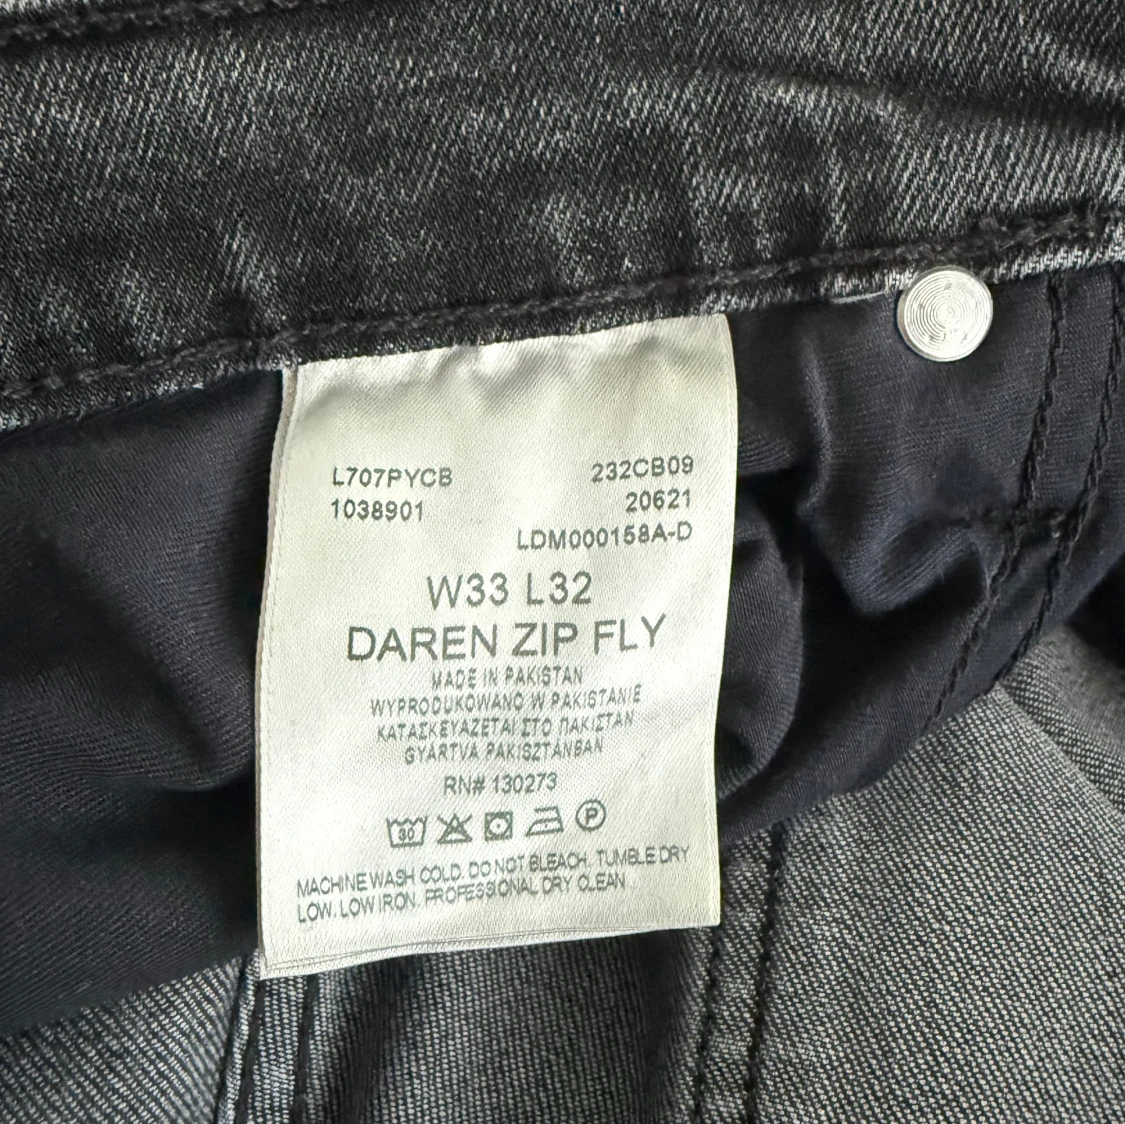 L707PYCB 232CB09
1038901 20621
LDM000158A-D
W33 L32
DAREN ZIP FLY
MADE IN PAKISTAN
WYPRODUKOWANO W PAKISTANIE
ΚΑΤΑΣΚΕΥΑΖΕΤΑΙ ΣΤΟ ΠΑΚΙΣΤΑΝ
GYÁRTVA PAKISZTÁNBAN
RN# 130273
30 P
MACHINE WASH COLD. DO NOT BLEACH. TUMBLE DRY
LOW. LOW IRON. PROFESSIONAL DRY CLEAN.